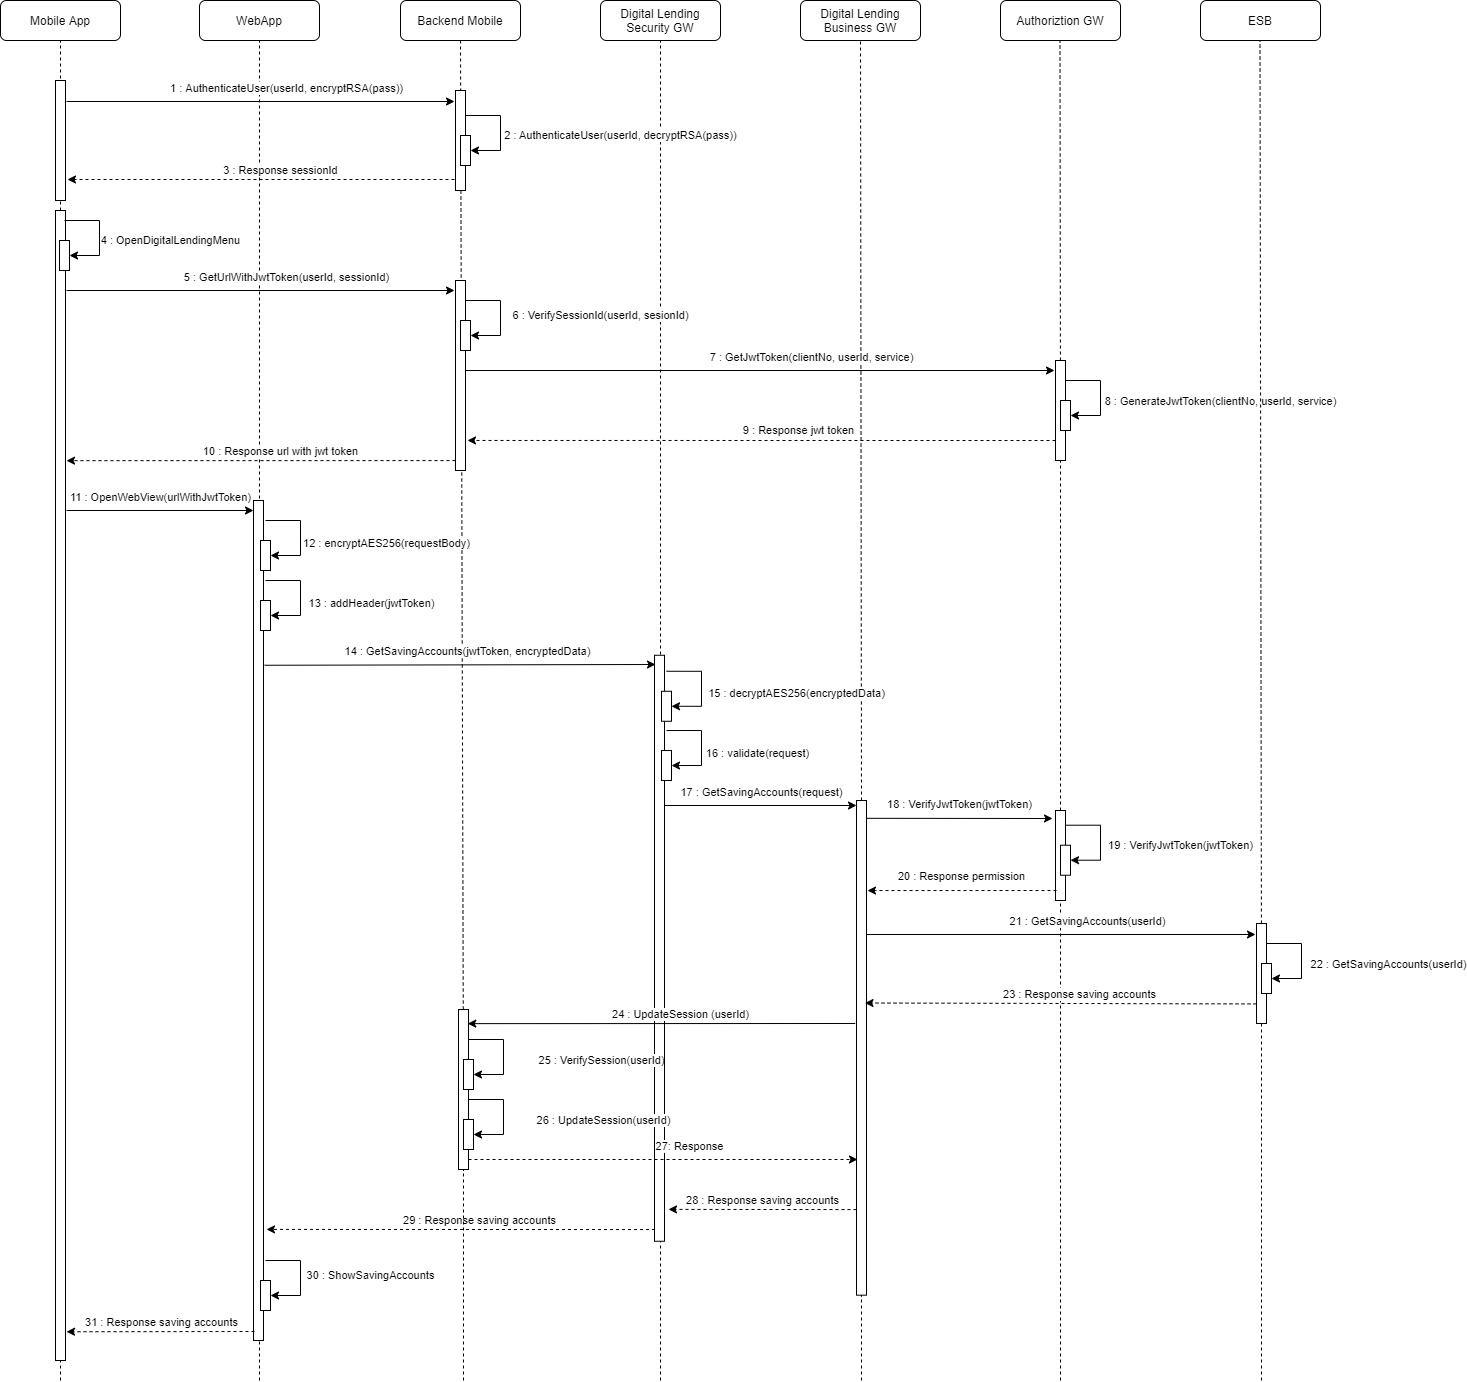 Mobile App
WebApp
Backend Mobile
Digital Lending
Security GW
Digital Lending
Business GW
Authoriztion GW
ESB
1 : AuthenticateUser(userId, encryptRSA(pass))
2 : AuthenticateUser(userId, decryptRSA(pass))
3 : Response sessionId
4 : OpenDigitalLendingMenu
5 : GetUrlWithJwtToken(userId, sessionId)
6 : VerifySessionId(userId, sesionId)
7 : GetJwtToken(clientNo, userId, service)
8 : GenerateJwtToken(clientNo, userId, service)
9 : Response jwt token
10 : Response url with jwt token
11 : OpenWebView(urlWithJwtToken)
12 : encryptAES256(requestBody)
13 : addHeader(jwtToken)
14 : GetSavingAccounts(jwtToken, encryptedData)
15 : decryptAES256(encryptedData)
16 : validate(request)
17 : GetSavingAccounts(request)
18 : VerifyJwtToken(jwtToken)
19 : VerifyJwtToken(jwtToken)
20 : Response permission
21 : GetSavingAccounts(userId)
22 : GetSavingAccounts(userId)
23 : Response saving accounts
24 : UpdateSession (userId)
25 : VerifySession(userId)
26 : UpdateSession(userId)
27: Response
28 : Response saving accounts
29 : Response saving accounts
30 : ShowSavingAccounts
31 : Response saving accounts